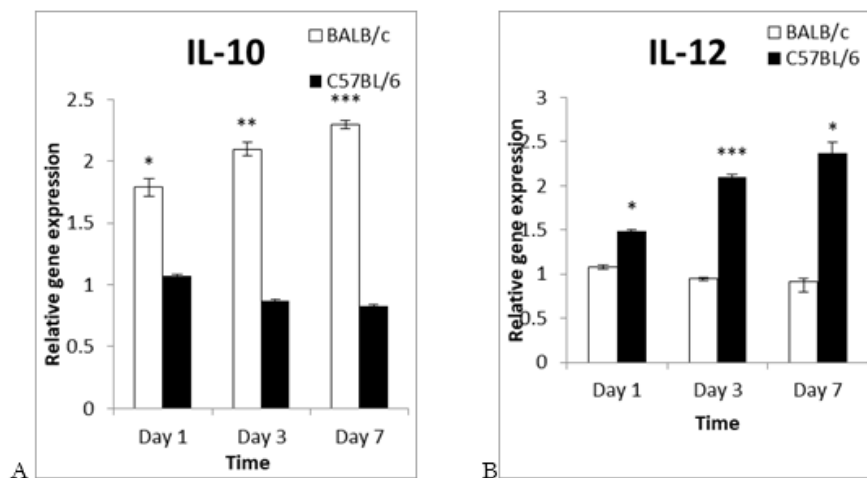 IL-10
BALB/c
C57BL/6
Relative gene expression
2.5
2
1.5
1
0.5
0
*
**
***
Day 1
Day 3
Day 7
Time
A
IL-12
BALB/c
C57BL/6
Relative gene expression
3
2.5
2
1.5
1
0.5
0
*
***
*
Day 1
Day 3
Day 7
Time
B